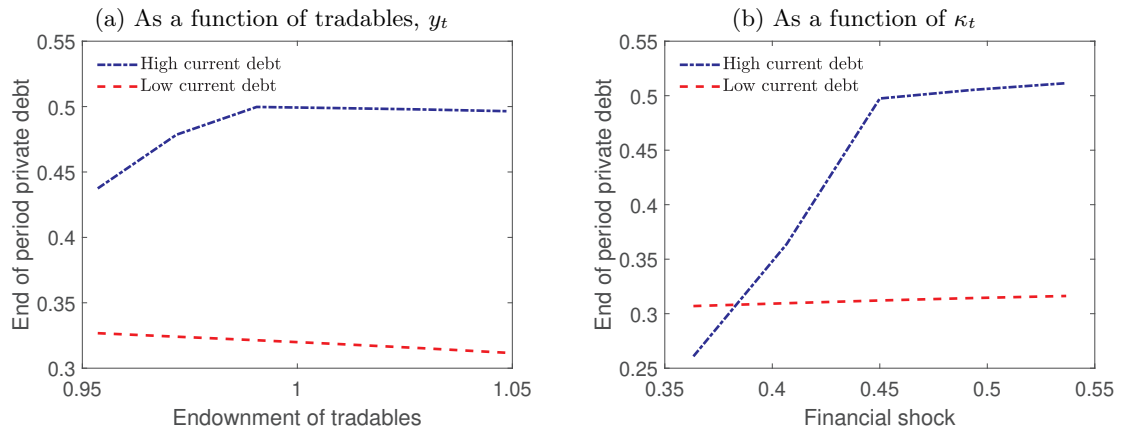 (a) As a function of tradables, y_t
0.55
0.5
0.45
0.4
0.35
0.3
High current debt
Low current debt
End of period private debt
0.95
1
1.05
Endownment of tradables
(b) As a function of κ_t
0.55
0.5
0.45
0.4
0.35
0.3
0.25
High current debt
Low current debt
End of period private debt
0.35
0.4
0.45
0.5
0.55
Financial shock